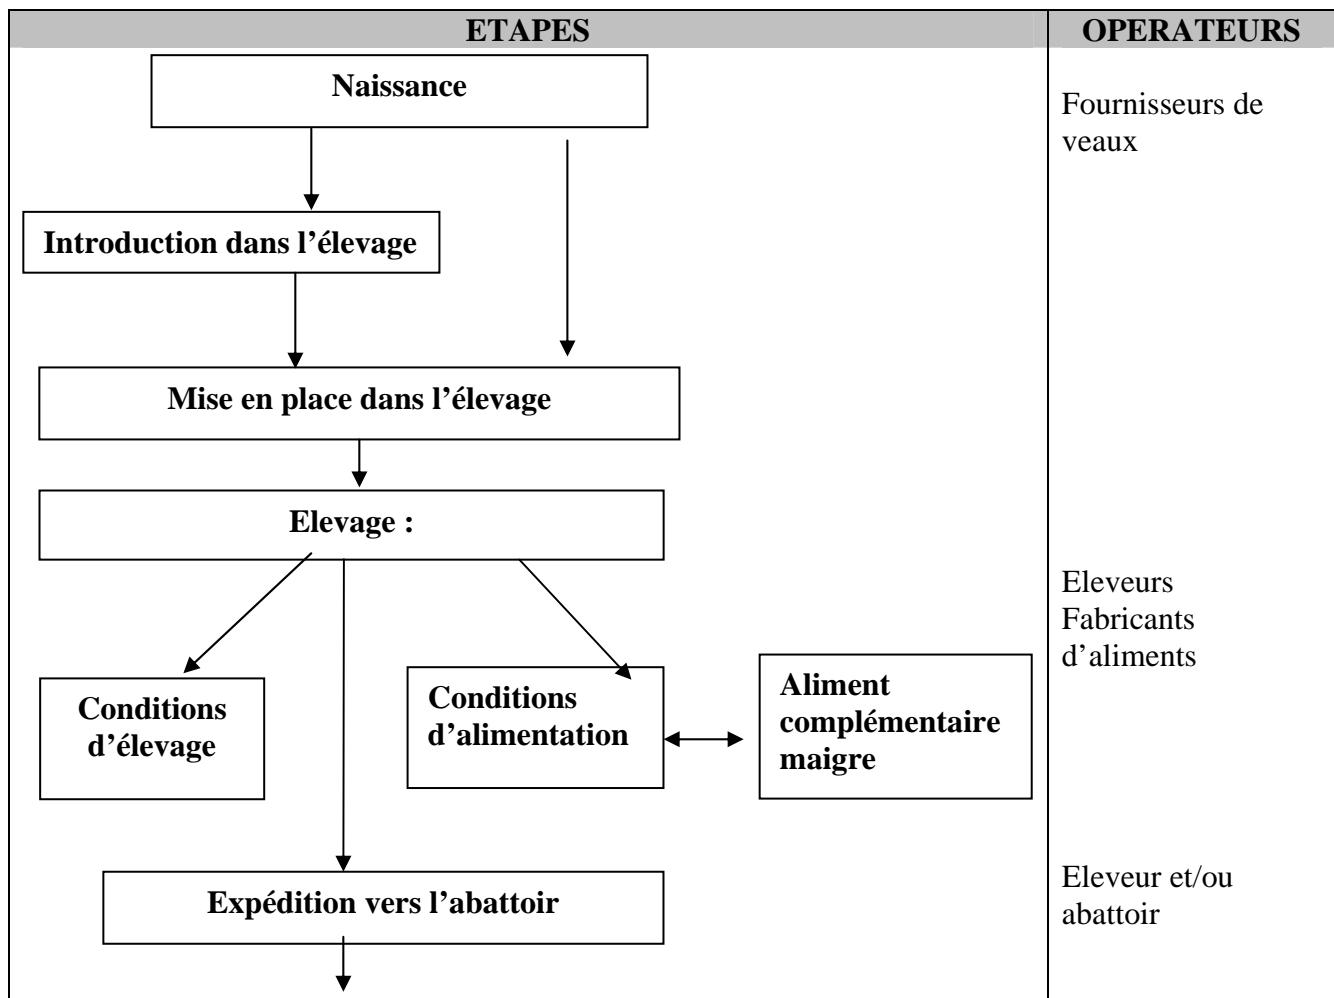 ETAPES
OPERATEURS
Naissance
Fournisseurs de
veaux
Introduction dans l’élevage
Mise en place dans l’élevage
Elevage :
Eleveurs
Fabricants
d’aliments
Conditions
d’élevage
Conditions
d’alimentation
Aliment
complémentaire
maigre
Expédition vers l’abattoir
Eleveur et/ou
abattoir